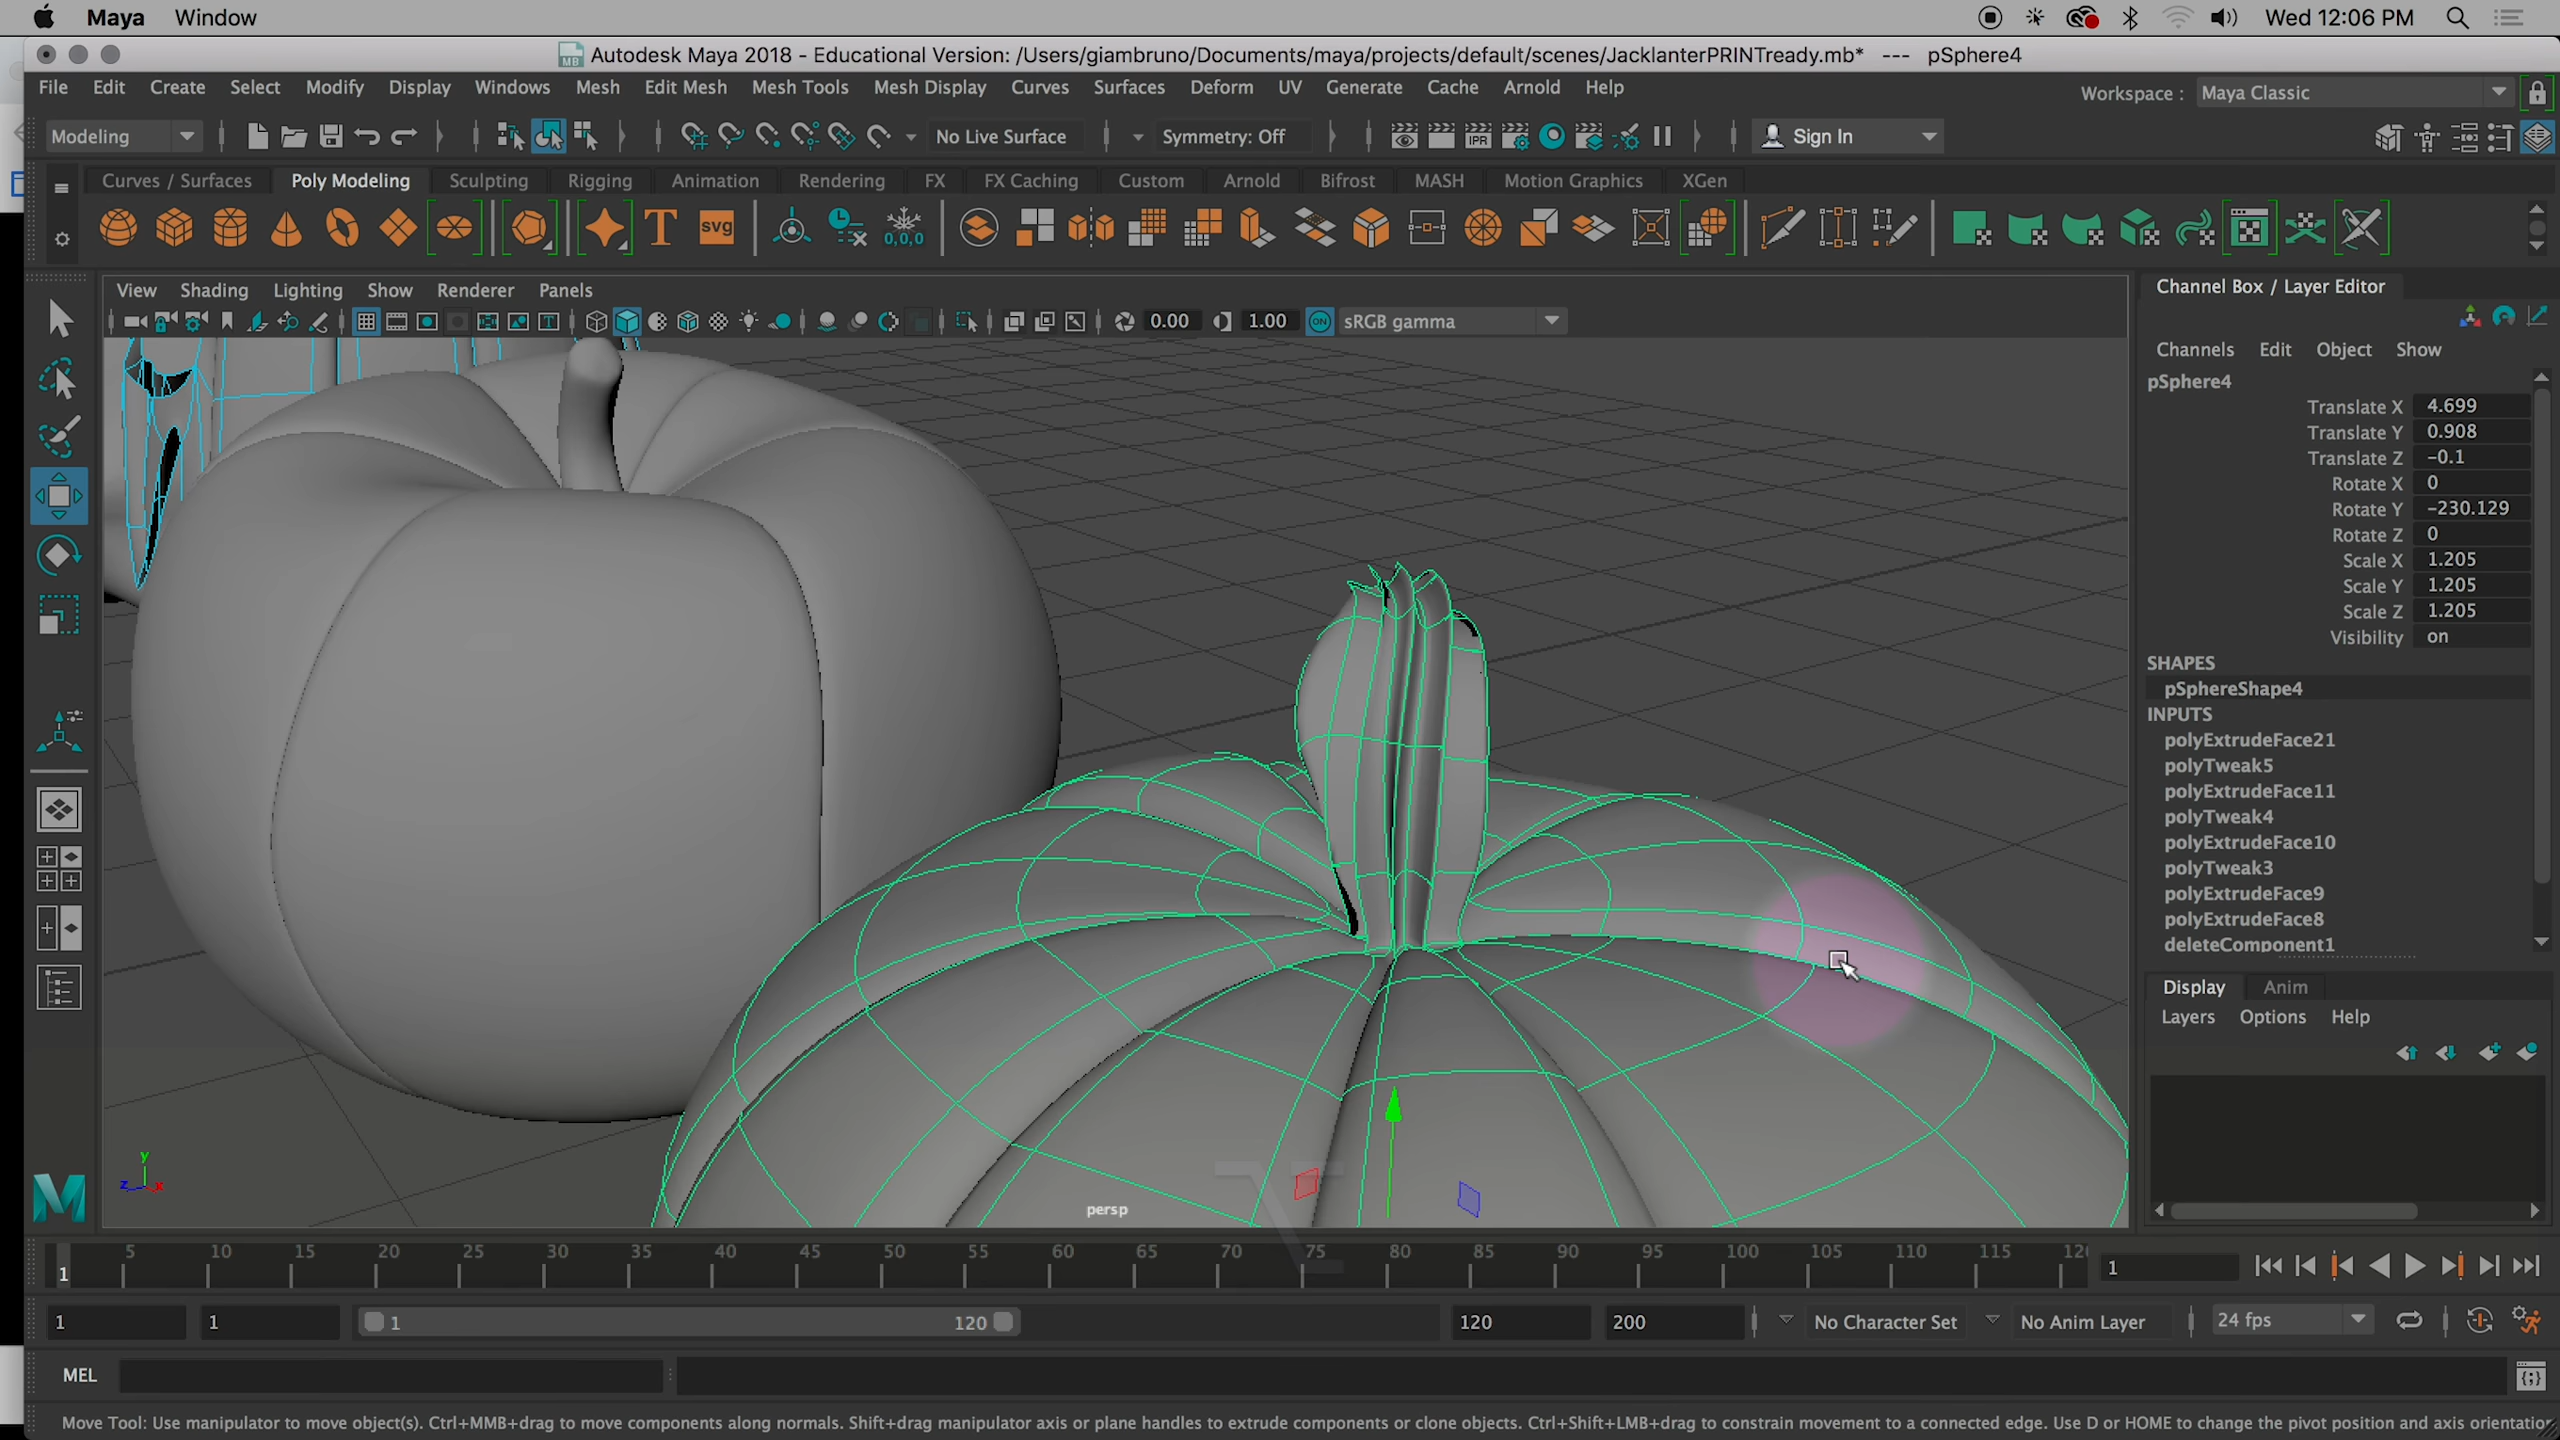 Maya Window Wed 12:06 PM
Autodesk Maya 2018 - Educational Version: /Users/giambruno/Documents/maya/projects/default/scenes/JacklanterPRINTready.mb* --- pSphere4
File Edit Create Select Modify Display Windows Mesh Edit Mesh Mesh Tools Mesh Display Curves Surfaces Deform UV Generate Cache Arnold Help Workspace : Maya Classic
Modeling No Live Surface Symmetry: Off IPR Sign In
Curves / Surfaces Poly Modeling Sculpting Rigging Animation Rendering FX FX Caching Custom Arnold Bifrost MASH Motion Graphics XGen
T svg 0,0,0
View Shading Lighting Show Renderer Panels
0.00 1.00 ON sRGB gamma
Channel Box / Layer Editor
Channels Edit Object Show
pSphere4
Translate X 4.699
Translate Y 0.908
Translate Z -0.1
Rotate X 0
Rotate Y -230.129
Rotate Z 0
Scale X 1.205
Scale Y 1.205
Scale Z 1.205
Visibility on
SHAPES
pSphereShape4
INPUTS
polyExtrudeFace21
polyTweak5
polyExtrudeFace11
polyTweak4
polyExtrudeFace10
polyTweak3
polyExtrudeFace9
polyExtrudeFace8
deleteComponent1
Display Anim
Layers Options Help
y
z x
persp
M
5 10 15 20 25 30 35 40 45 50 55 60 65 70 75 80 85 90 95 100 105 110 115 12
1 1
1 1 1 120 120 200 No Character Set No Anim Layer 24 fps
MEL
Move Tool: Use manipulator to move object(s). Ctrl+MMB+drag to move components along normals. Shift+drag manipulator axis or plane handles to extrude components or clone objects. Ctrl+Shift+LMB+drag to constrain movement to a connected edge. Use D or HOME to change the pivot position and axis orientation